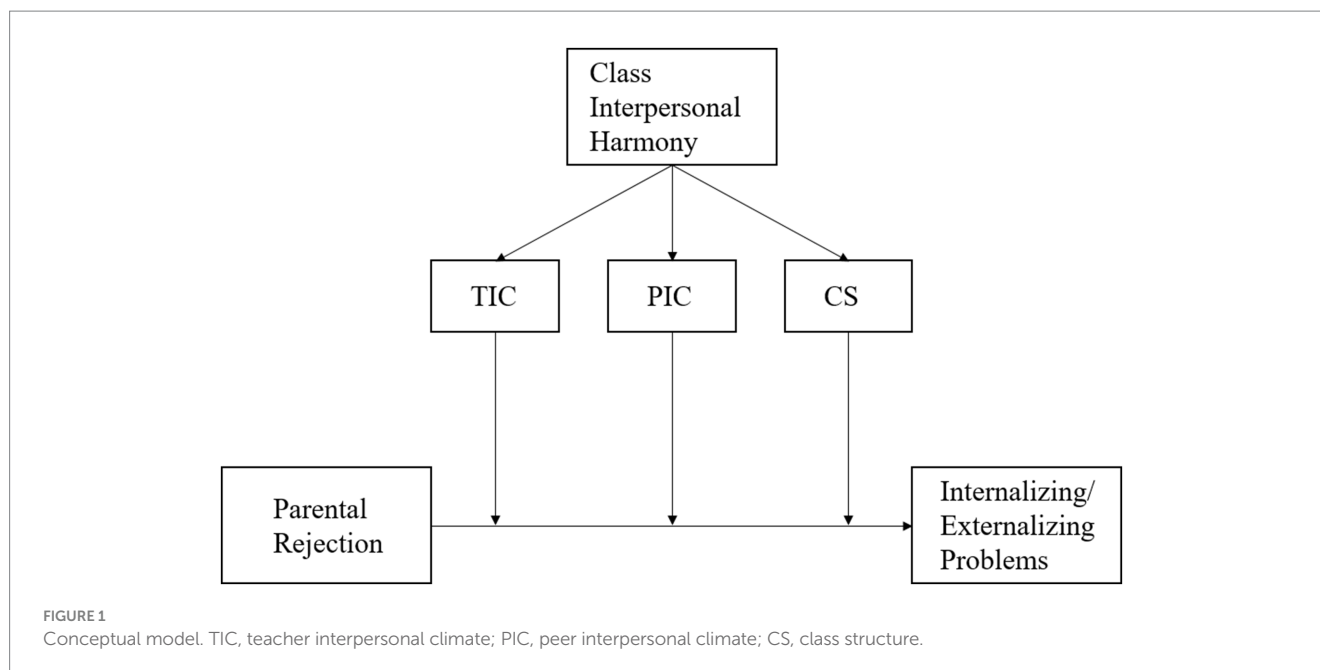 Class
Interpersonal
Harmony
TIC
PIC
CS
Parental
Rejection
Internalizing/
Externalizing
Problems
FIGURE 1
Conceptual model. TIC, teacher interpersonal climate; PIC, peer interpersonal climate; CS, class structure.